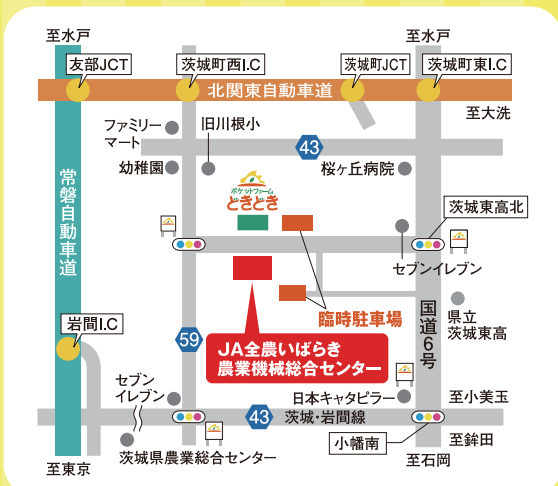 至水戸
至水戸
友部JCT
茨城町西I.C
茨城町JCT
茨城町東I.C
北関東自動車道
至大洗
ファミリー
マート
旧川根小
43
幼稚園
桜ヶ丘病院
常磐自動車道
ポケットファーム
どきどき
茨城東高北
セブンイレブン
臨時駐車場
国道6号
県立
茨城東高
岩間I.C
59
JA全農いばらき
農業機械総合センター
セブン
イレブン
日本キャタピラー
至小美玉
43
茨城・岩間線
小幡南
至鉾田
茨城県農業総合センター
至東京
至石岡